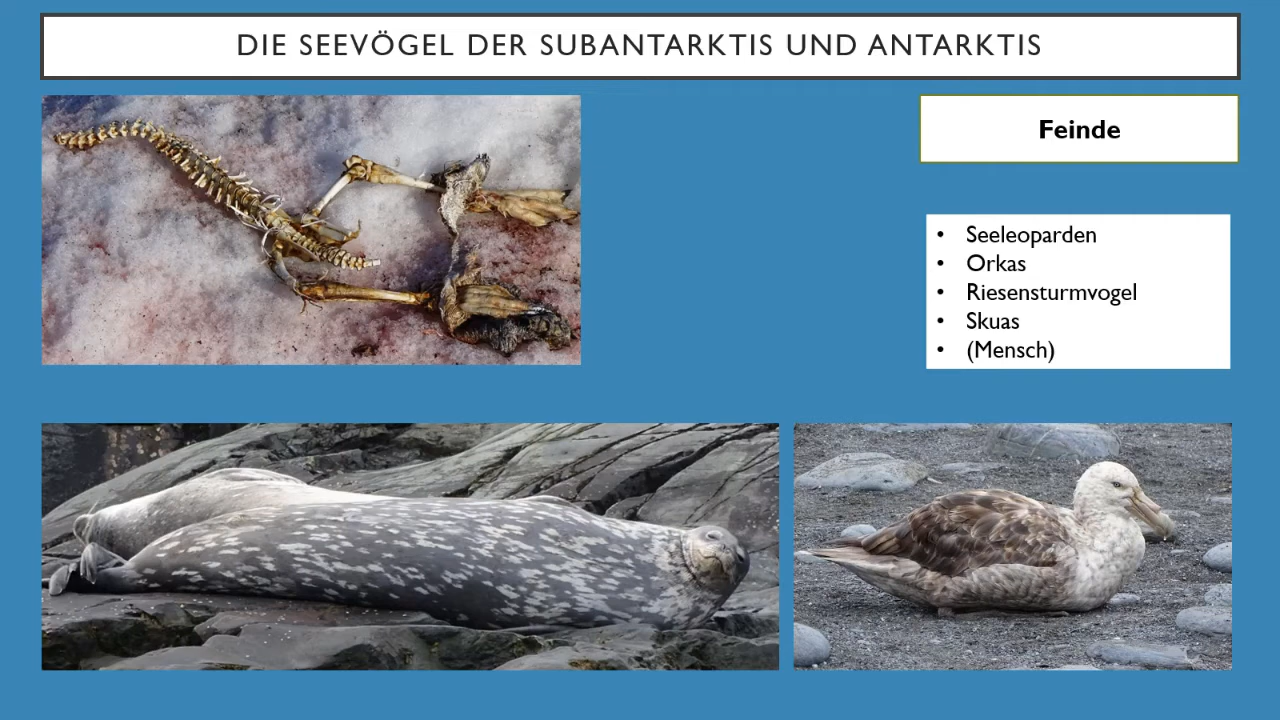 DIE SEEVÖGEL DER SUBANTARKTIS UND ANTARKTIS
Feinde
• Seeleoparden
• Orkas
• Riesensturmvogel
• Skuas
• (Mensch)